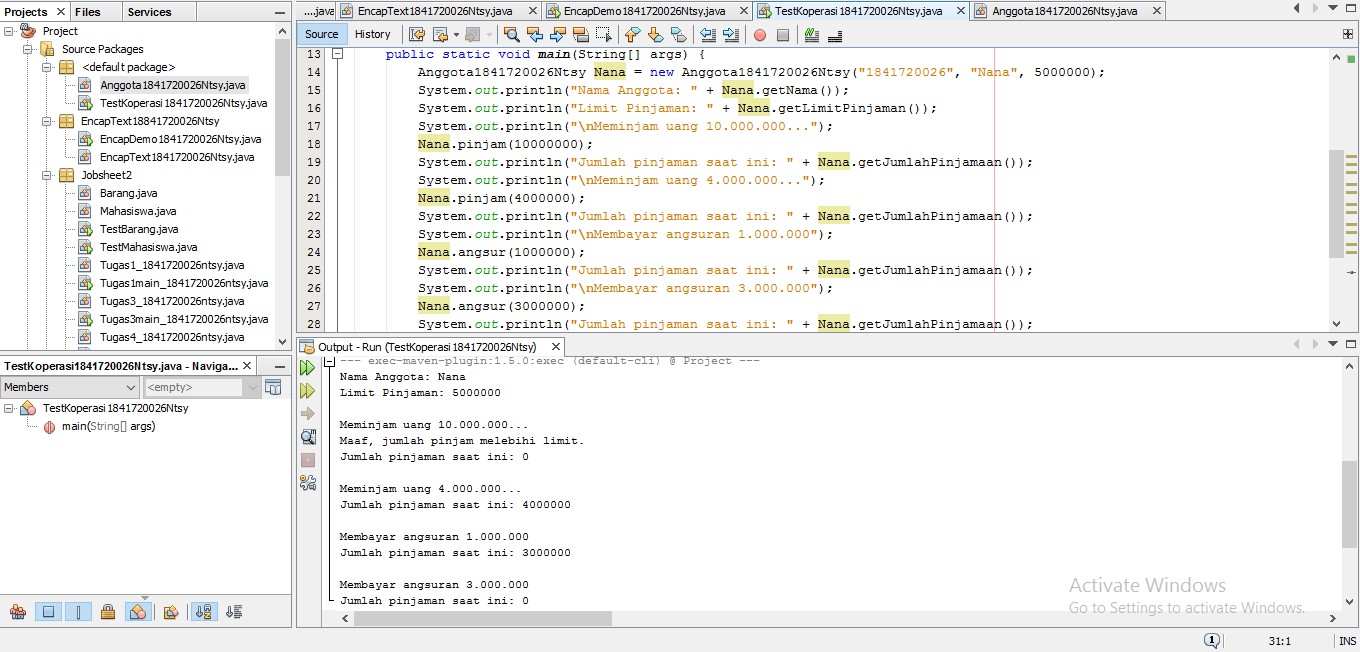 Projects × Files Services
Project
Source Packages
<default package>
Anggota1841720026Ntsy.java
TestKoperasi1841720026Ntsy.java
EncapText18841720026Ntsy
EncapDemo1841720026Ntsy.java
EncapText1841720026Ntsy.java
Jobsheet2
Barang.java
Mahasiswa.java
TestBarang.java
TestMahasiswa.java
Tugas1_1841720026ntsy.java
Tugas1main_1841720026ntsy.java
Tugas3_1841720026ntsy.java
Tugas3main_1841720026ntsy.java
Tugas4_1841720026ntsy.java
TestKoperasi1841720026Ntsy.java - Naviga... ×
Members <empty>
TestKoperasi1841720026Ntsy
main(String[] args)
....java EncapText1841720026Ntsy.java × EncapDemo1841720026Ntsy.java × TestKoperasi1841720026Ntsy.java × Anggota1841720026Ntsy.java ×
Source History
13 public static void main(String[] args) {
14 Anggota1841720026Ntsy Nana = new Anggota1841720026Ntsy("1841720026", "Nana", 5000000);
15 System.out.println("Nama Anggota: " + Nana.getNama());
16 System.out.println("Limit Pinjaman: " + Nana.getLimitPinjaman());
17 System.out.println("\nMeminjam uang 10.000.000...");
18 Nana.pinjam(10000000);
19 System.out.println("Jumlah pinjaman saat ini: " + Nana.getJumlahPinjamaan());
20 System.out.println("\nMeminjam uang 4.000.000...");
21 Nana.pinjam(4000000);
22 System.out.println("Jumlah pinjaman saat ini: " + Nana.getJumlahPinjamaan());
23 System.out.println("\nMembayar angsuran 1.000.000");
24 Nana.angsur(1000000);
25 System.out.println("Jumlah pinjaman saat ini: " + Nana.getJumlahPinjamaan());
26 System.out.println("\nMembayar angsuran 3.000.000");
27 Nana.angsur(3000000);
28 System.out.println("Jumlah pinjaman saat ini: " + Nana.getJumlahPinjamaan());
Output - Run (TestKoperasi1841720026Ntsy) ×
--- exec-maven-plugin:1.5.0:exec (default-cli) @ Project ---
Nama Anggota: Nana
Limit Pinjaman: 5000000
Meminjam uang 10.000.000...
Maaf, jumlah pinjam melebihi limit.
Jumlah pinjaman saat ini: 0
Meminjam uang 4.000.000...
Jumlah pinjaman saat ini: 4000000
Membayar angsuran 1.000.000
Jumlah pinjaman saat ini: 3000000
Membayar angsuran 3.000.000
Jumlah pinjaman saat ini: 0
Activate Windows
Go to Settings to activate Windows.
1 31:1 INS